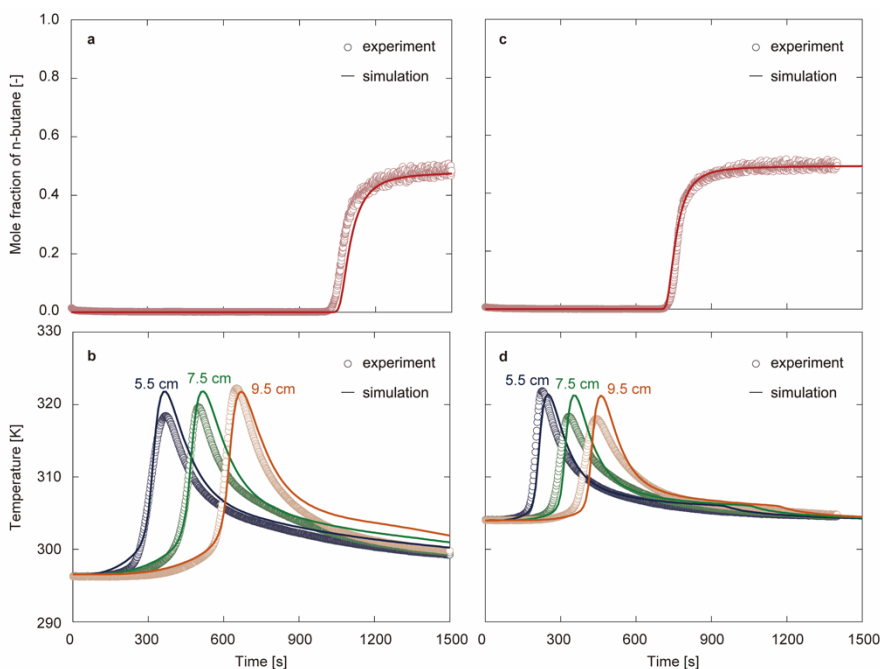 a
experiment
simulation
Mole fraction of n-butane [-]
1.0
0.8
0.6
0.4
0.2
0.0
c
experiment
simulation
b
experiment
simulation
5.5 cm
7.5 cm
9.5 cm
Temperature [K]
330
320
310
300
290
0
300
600
900
1200
1500
Time [s]
d
experiment
simulation
5.5 cm
7.5 cm
9.5 cm
0
300
600
900
1200
1500
Time [s]